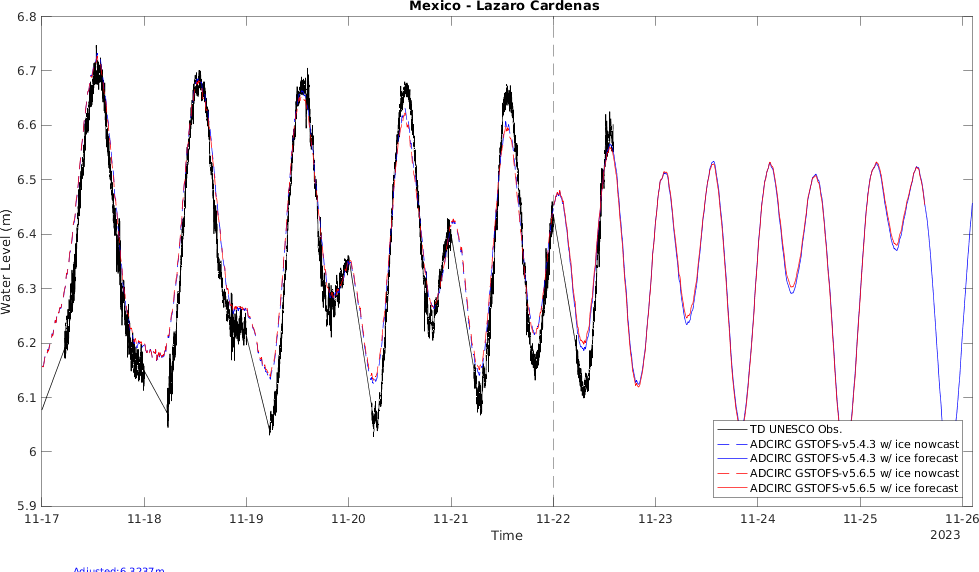 Mexico - Lazaro Cardenas
Water Level (m)
6.8
6.7
6.6
6.5
6.4
6.3
6.2
6.1
6
5.9
11-17 11-18 11-19 11-20 11-21 11-22 11-23 11-24 11-25 11-26
Time
2023
TD UNESCO Obs.
ADCIRC GSTOFS-v5.4.3 w/ ice nowcast
ADCIRC GSTOFS-v5.4.3 w/ ice forecast
ADCIRC GSTOFS-v5.6.5 w/ ice nowcast
ADCIRC GSTOFS-v5.6.5 w/ ice forecast
Adjusted:6.3237m